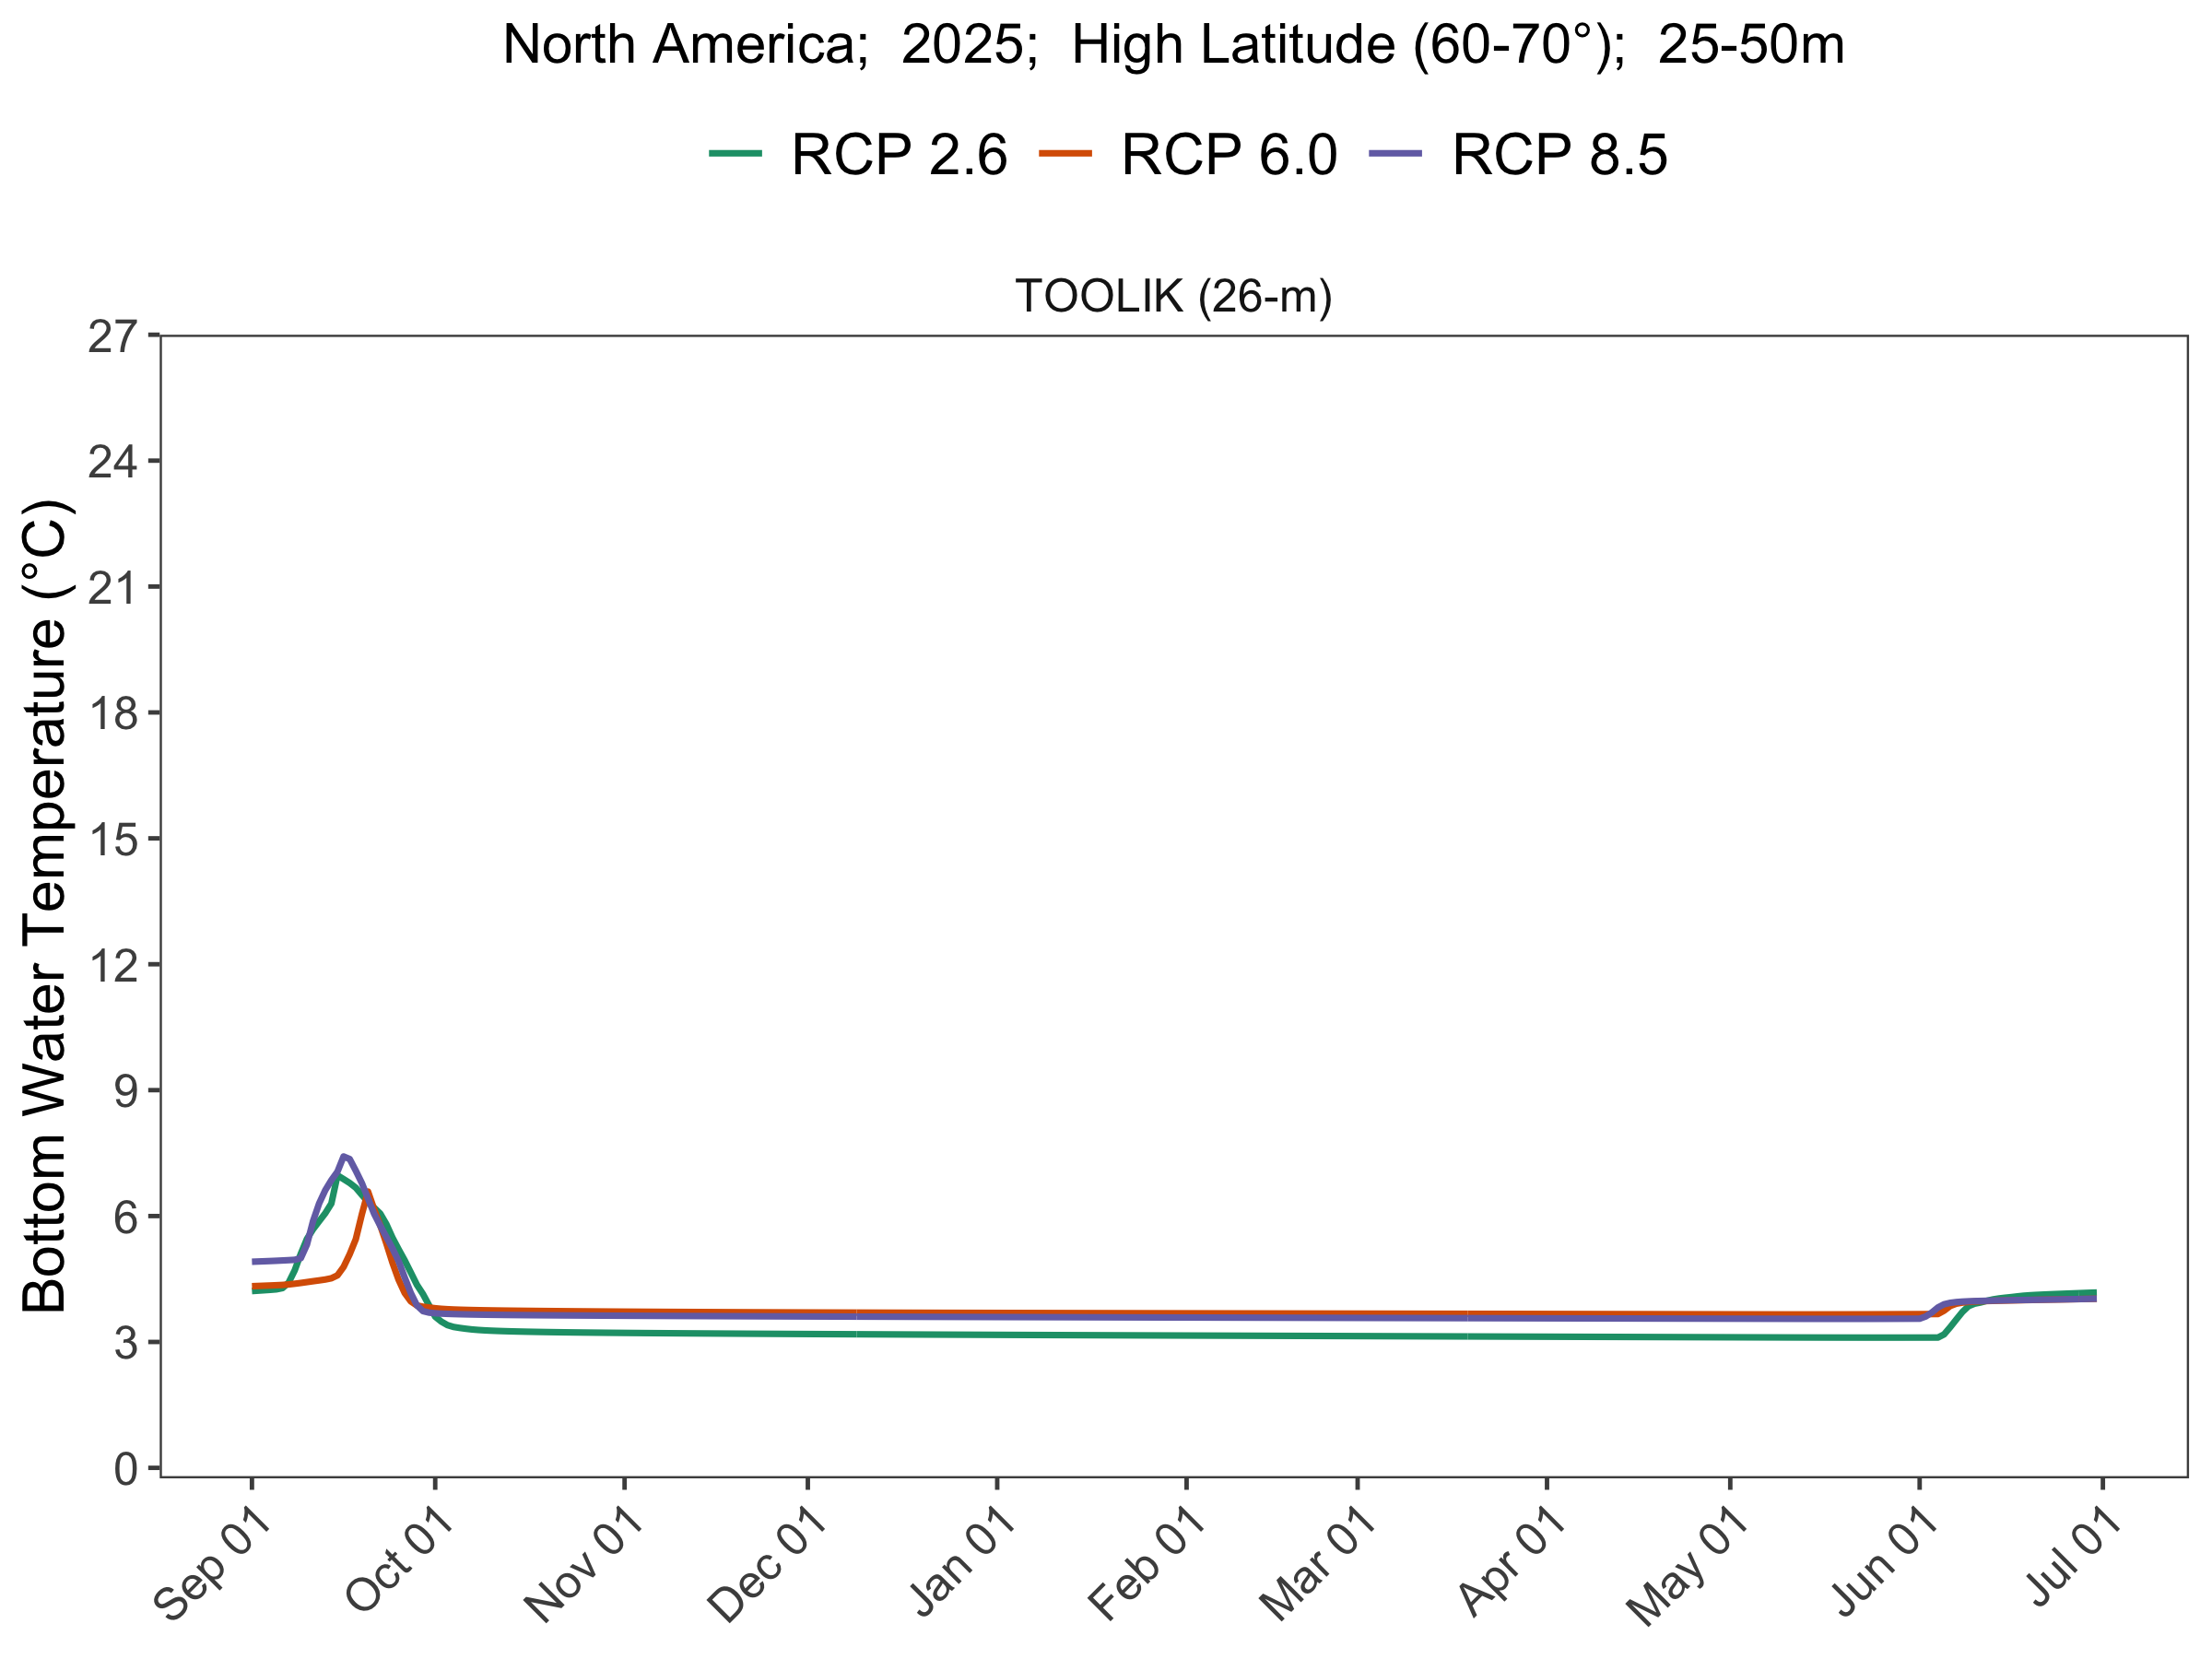 North America;  2025;  High Latitude (60-70°);  25-50m
RCP 2.6 RCP 6.0 RCP 8.5
TOOLIK (26-m)
Bottom Water Temperature (°C)
27
24
21
18
15
12
9
6
3
0
Sep 01 Oct 01 Nov 01 Dec 01 Jan 01 Feb 01 Mar 01 Apr 01 May 01 Jun 01 Jul 01